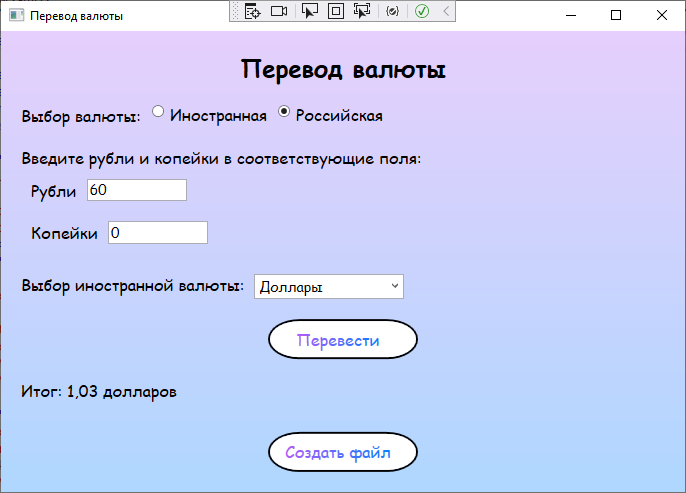 Перевод валюты
Перевод валюты
Выбор валюты: Иностранная Российская
Введите рубли и копейки в соответствующие поля:
Рубли 60
Копейки 0
Выбор иностранной валюты: Доллары
Перевести
Итог: 1,03 долларов
Создать файл